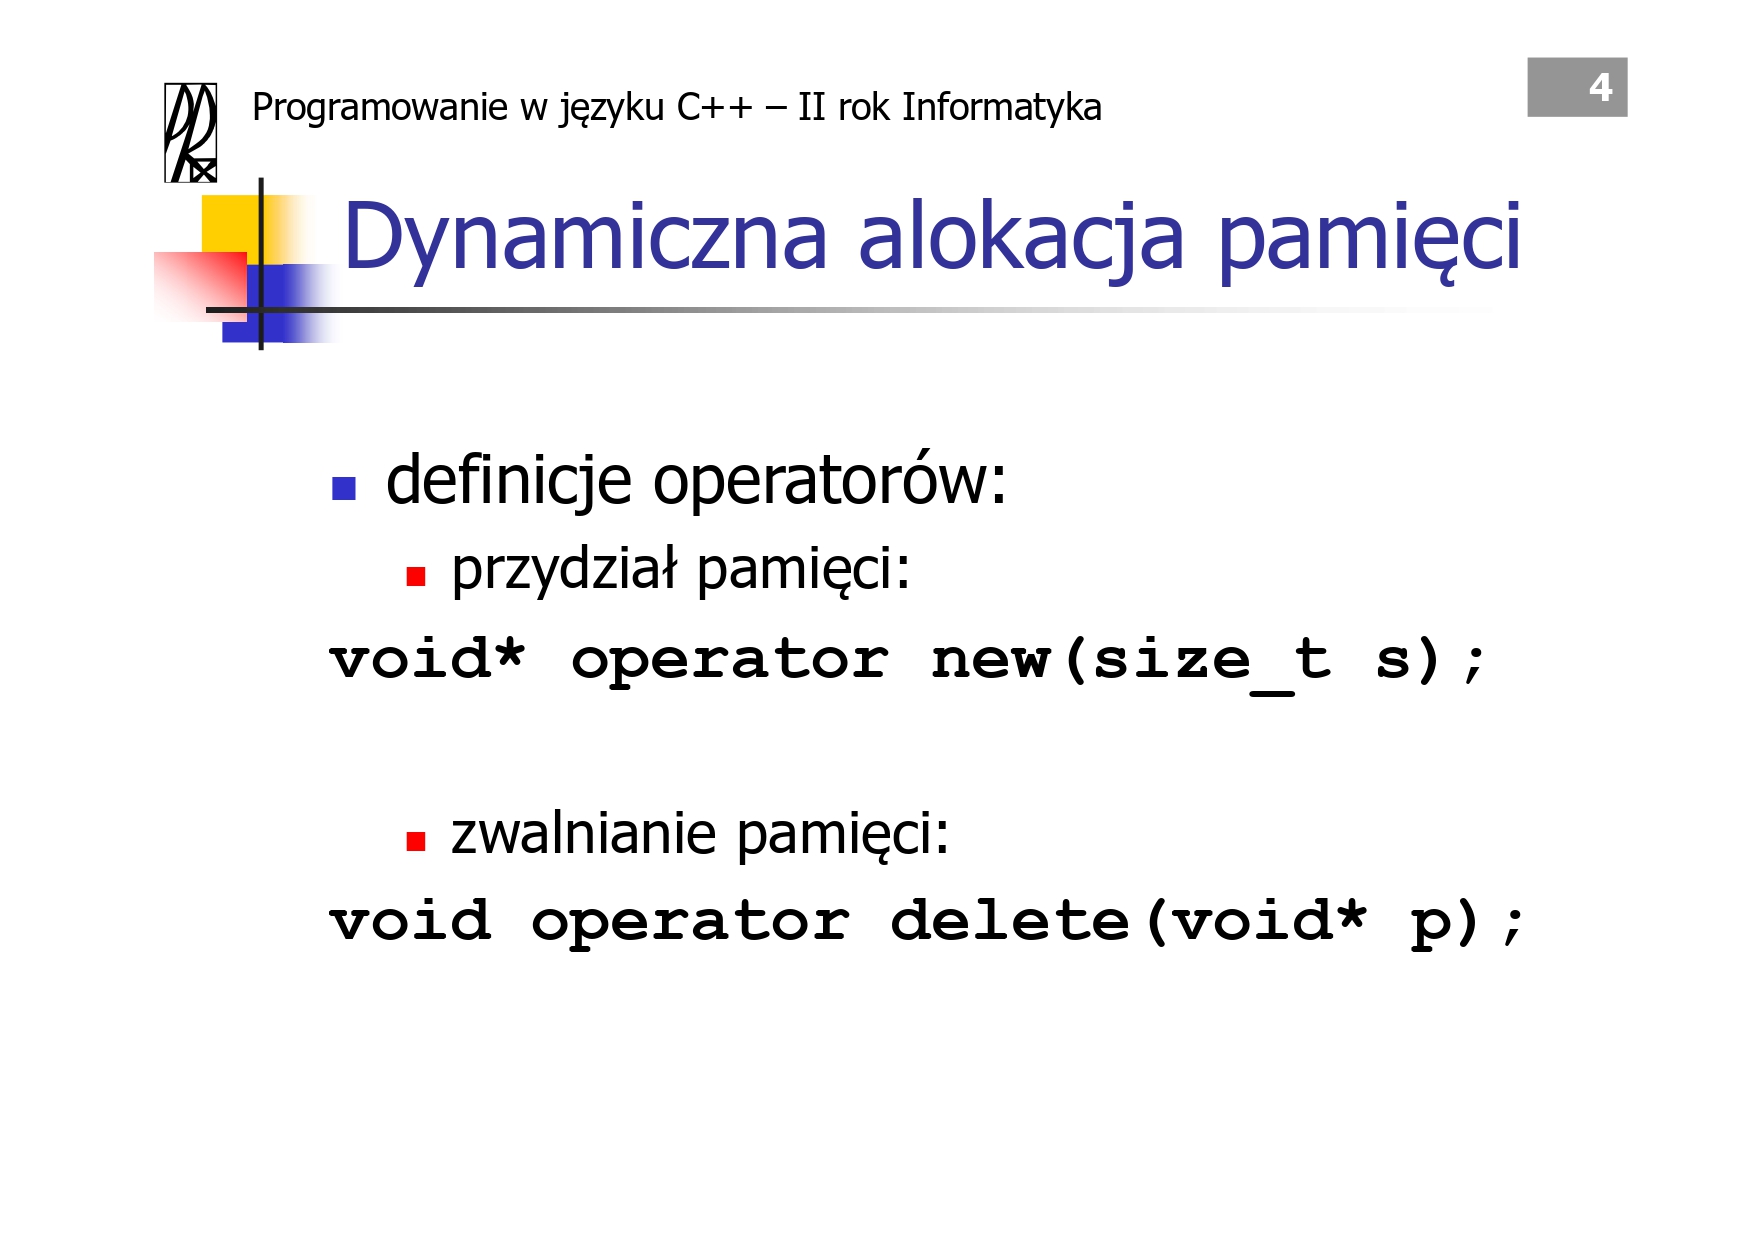 4
Programowanie w języku C++ – II rok Informatyka
Dynamiczna alokacja pamięci
definicje operatorów:
przydział pamięci:
void* operator new(size_t s);
zwalnianie pamięci:
void operator delete(void* p);